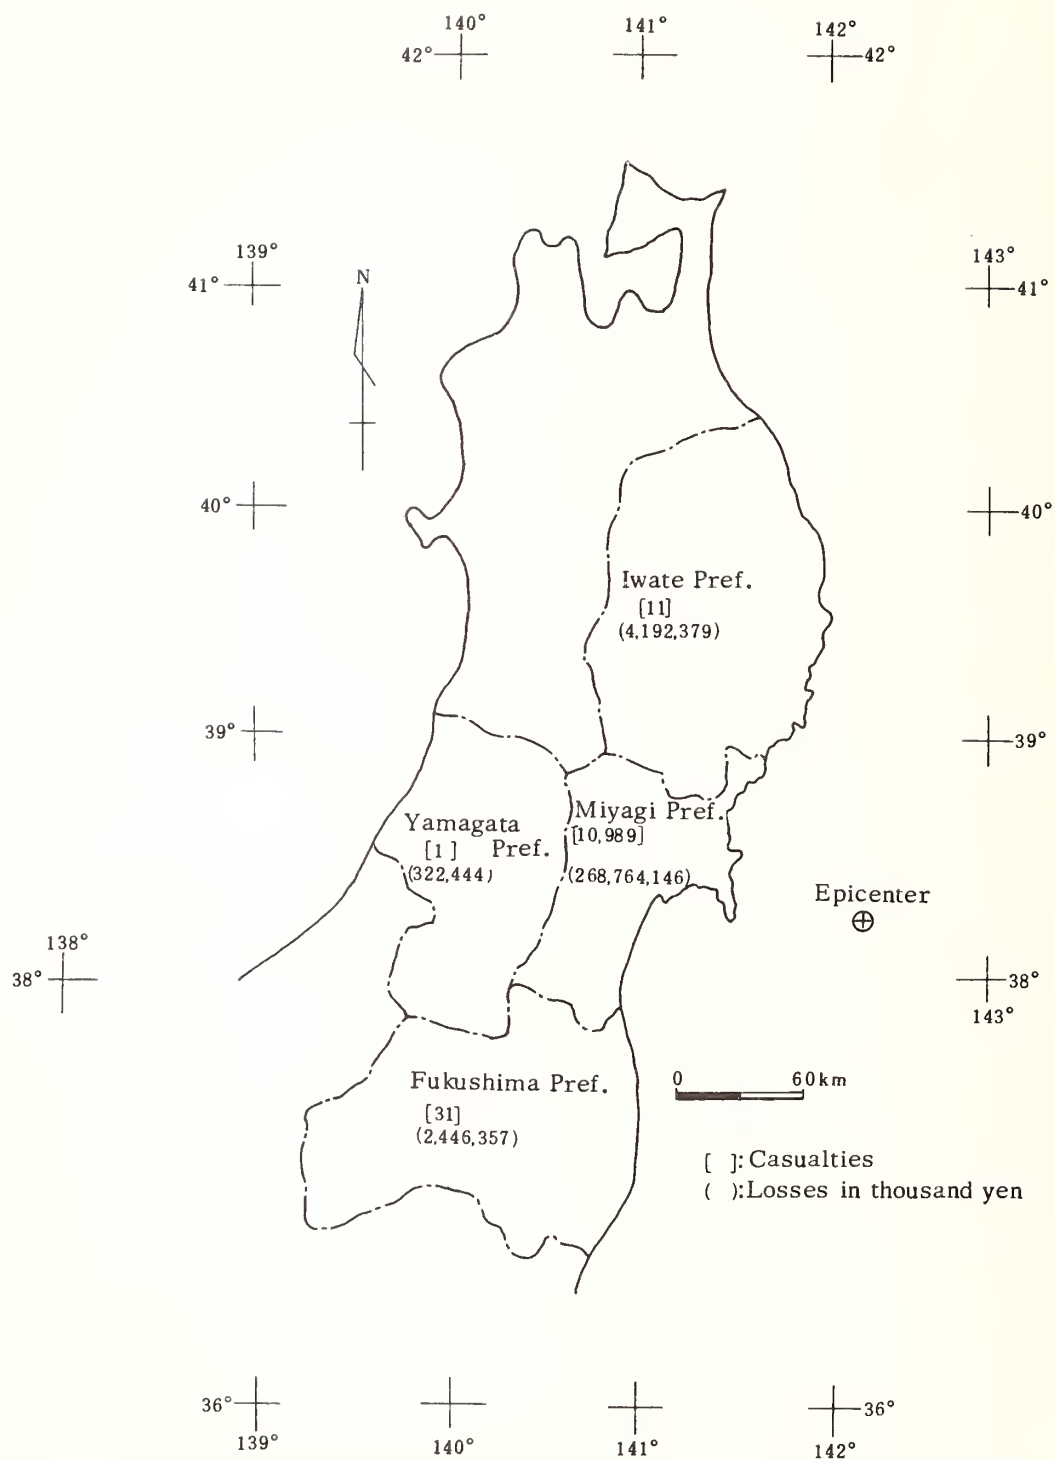 140° 141° 142°
42° 42°
139° 143°
41° N 41°
40° 40°
Iwate Pref.
[11]
(4,192,379)
39° 39°
Miyagi Pref.
[10,989]
(268,764,146)
Yamagata
[1] Pref.
(322,444)
Epicenter
138°
38° 38°
143°
Fukushima Pref.
[31]
(2,446,357)
0 60km
[ ]: Casualties
( ):Losses in thousand yen
36° 36°
139° 140° 141° 142°